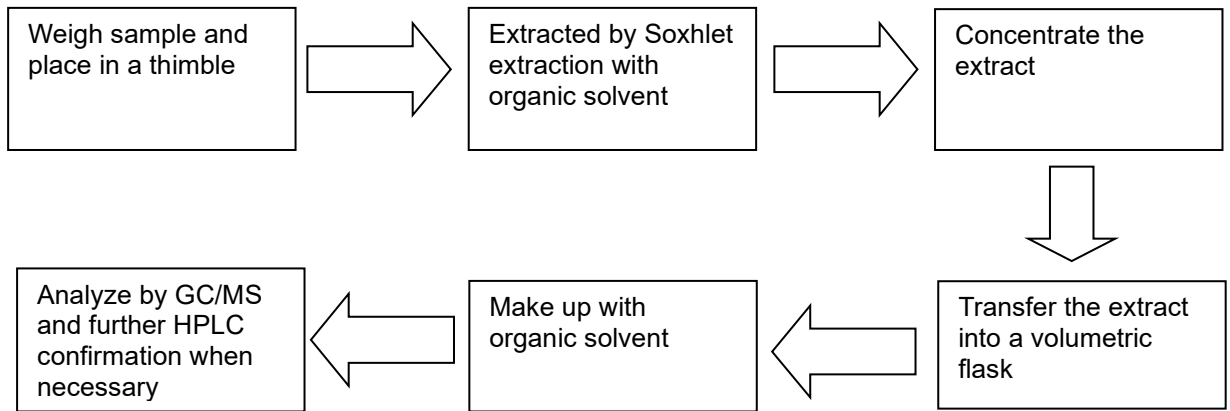 Weigh sample and
place in a thimble
Extracted by Soxhlet
extraction with
organic solvent
Concentrate the
extract
Transfer the extract
into a volumetric
flask
Make up with
organic solvent
Analyze by GC/MS
and further HPLC
confirmation when
necessary